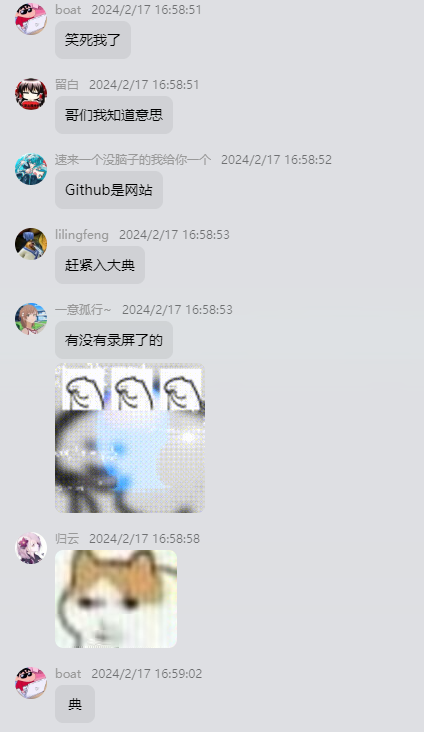 boat 2024/2/17 16:58:51
笑死我了
留白 2024/2/17 16:58:51
哥们我知道意思
速来一个没脑子的我给你一个 2024/2/17 16:58:52
Github是网站
lilingfeng 2024/2/17 16:58:53
赶紧入大典
一意孤行~ 2024/2/17 16:58:53
有没有录屏了的
归云 2024/2/17 16:58:58
boat 2024/2/17 16:59:02
典